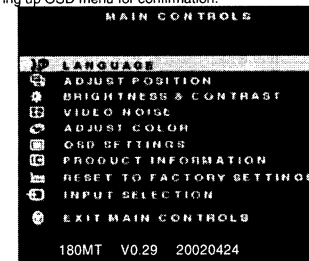 ing up OSD menu for confirmation.
MAIN CONTROLS
LANGUAGE
ADJUST POSITION
BRIGHTNESS & CONTRAST
VIDEO NOISE
ADJUST COLOR
OSD SETTINGS
PRODUCT INFORMATION
RESET TO FACTORY SETTINGS
INPUT SELECTION
EXIT MAIN CONTROLS
180MT V0.29 20020424